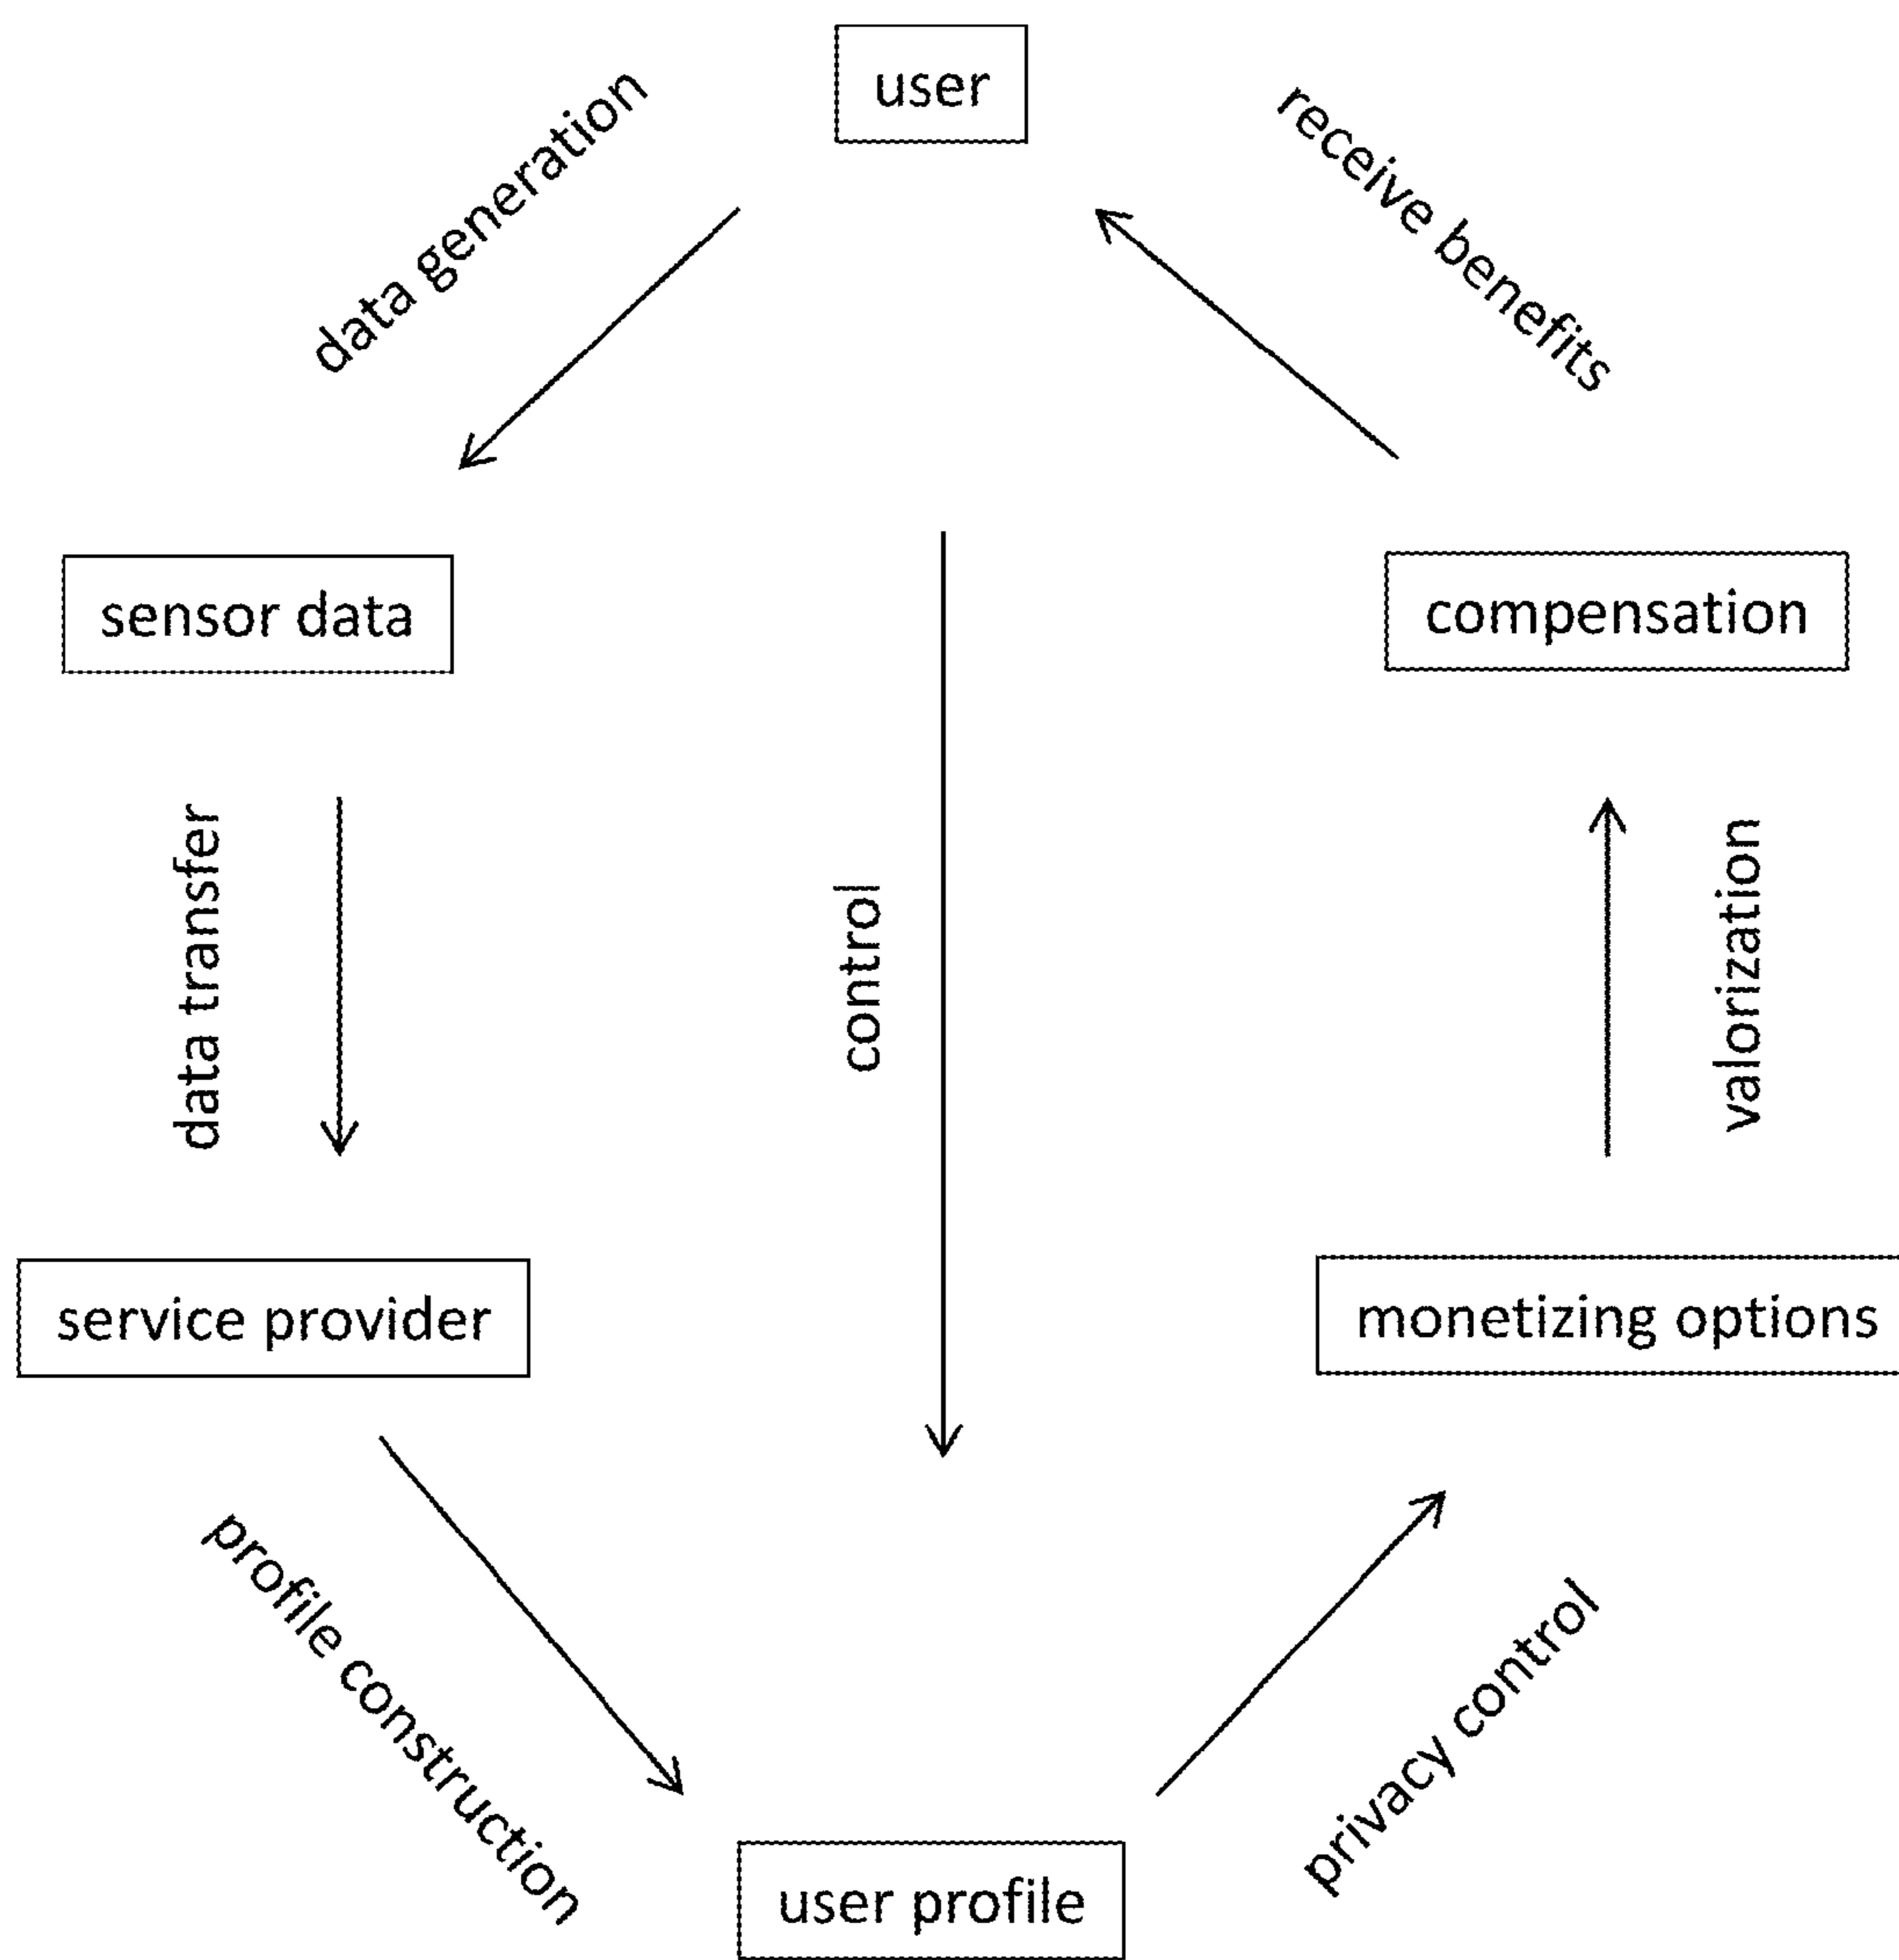 user
data generation
receive benefits
sensor data
compensation
data transfer
control
valorization
service provider
monetizing options
profile construction
privacy control
user profile